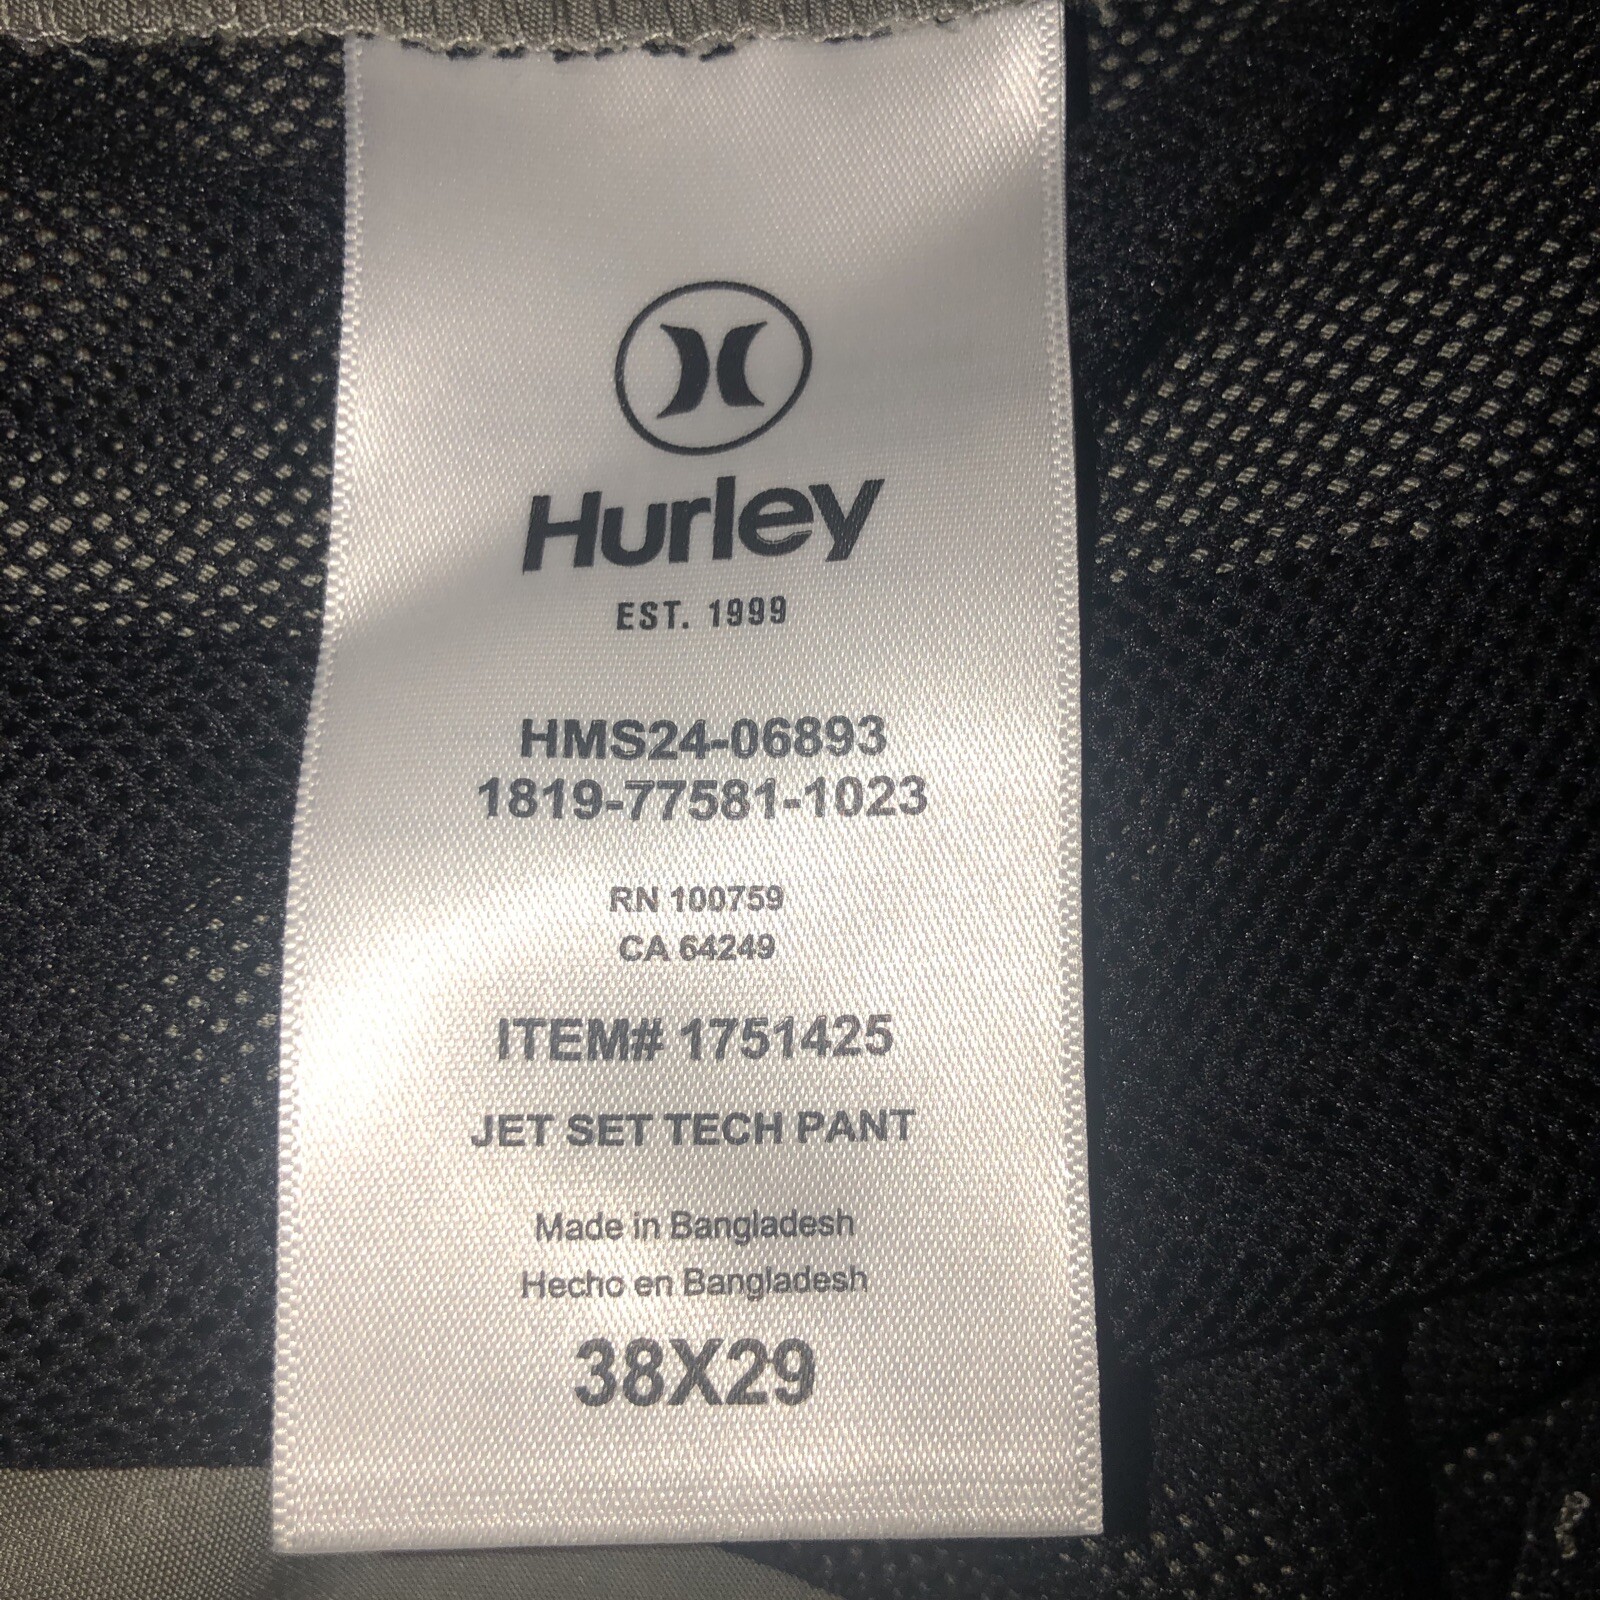 Hurley
EST. 1999
HMS24-06893
1819-77581-1023
RN 100759
CA 64249
ITEM# 1751425
JET SET TECH PANT
Made in Bangladesh
Hecho en Bangladesh
38X29